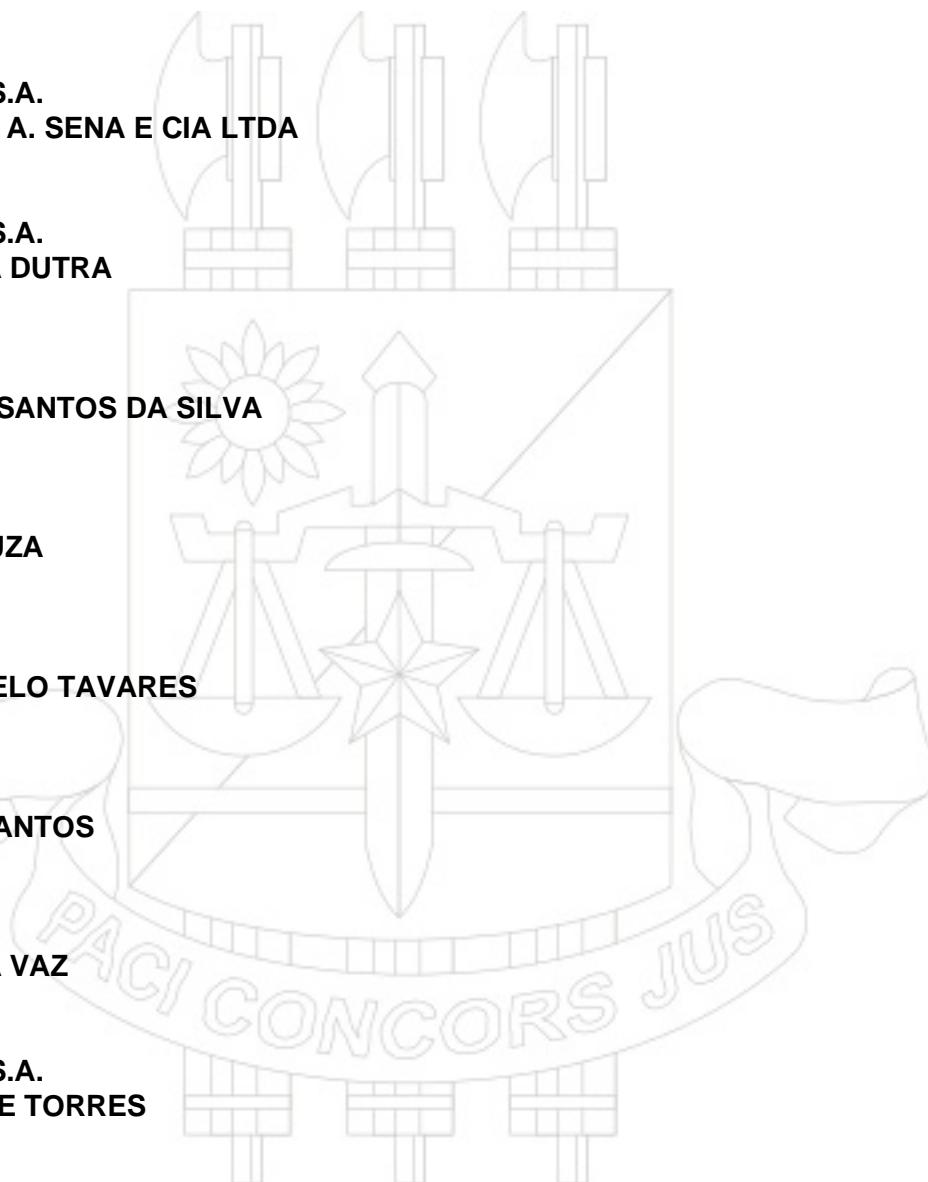 S.A.
A. SENA E CIA LTDA
S.A.
DUTRA
SANTOS DA SILVA
UZA
ELO TAVARES
ANTOS
VAZ
S.A.
E TORRES
PACI CONCORS JUS